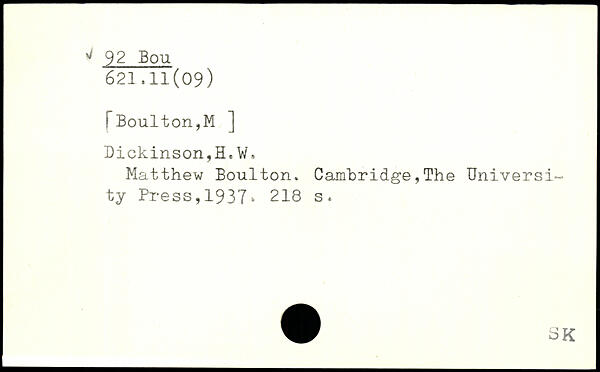 92 Bou
621.11(09)
[Boulton,M ]
Dickinson,H.W.
Matthew Boulton. Cambridge,The Universi-
ty Press,1937. 218 s.
SK